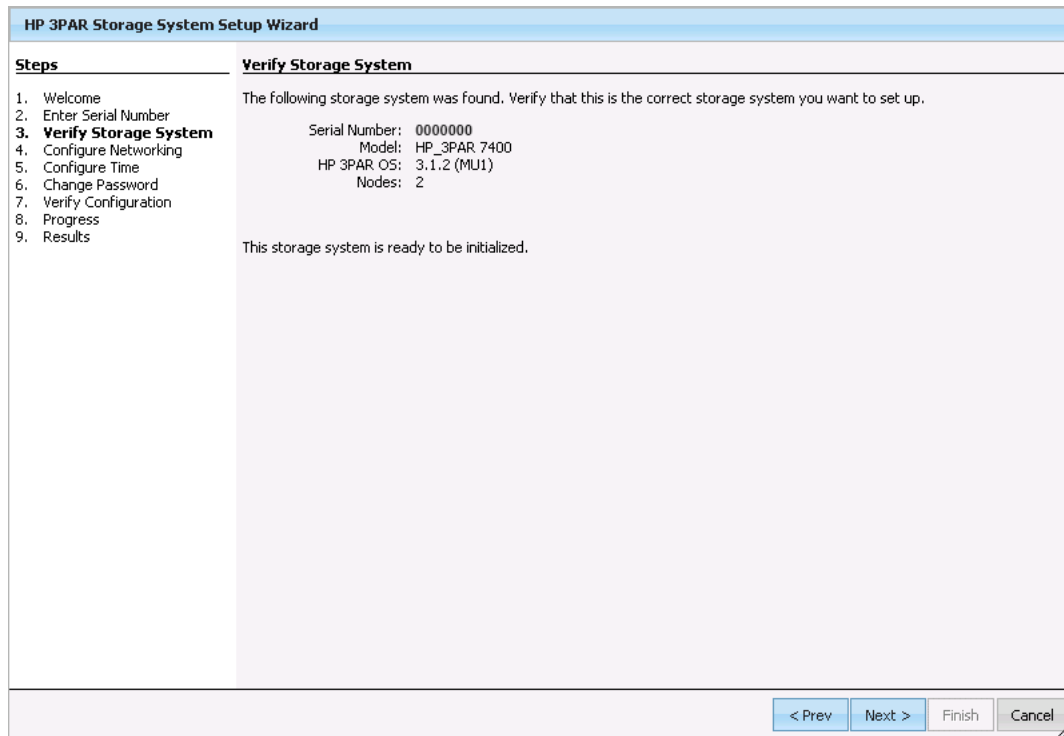 HP 3PAR Storage System Setup Wizard
Steps
1. Welcome
2. Enter Serial Number
3. Verify Storage System
4. Configure Networking
5. Configure Time
6. Change Password
7. Verify Configuration
8. Progress
9. Results
Verify Storage System
The following storage system was found. Verify that this is the correct storage system you want to set up.
Serial Number: 0000000
Model: HP_3PAR 7400
HP 3PAR OS: 3.1.2 (MU1)
Nodes: 2
This storage system is ready to be initialized.
< Prev Next > Finish Cancel